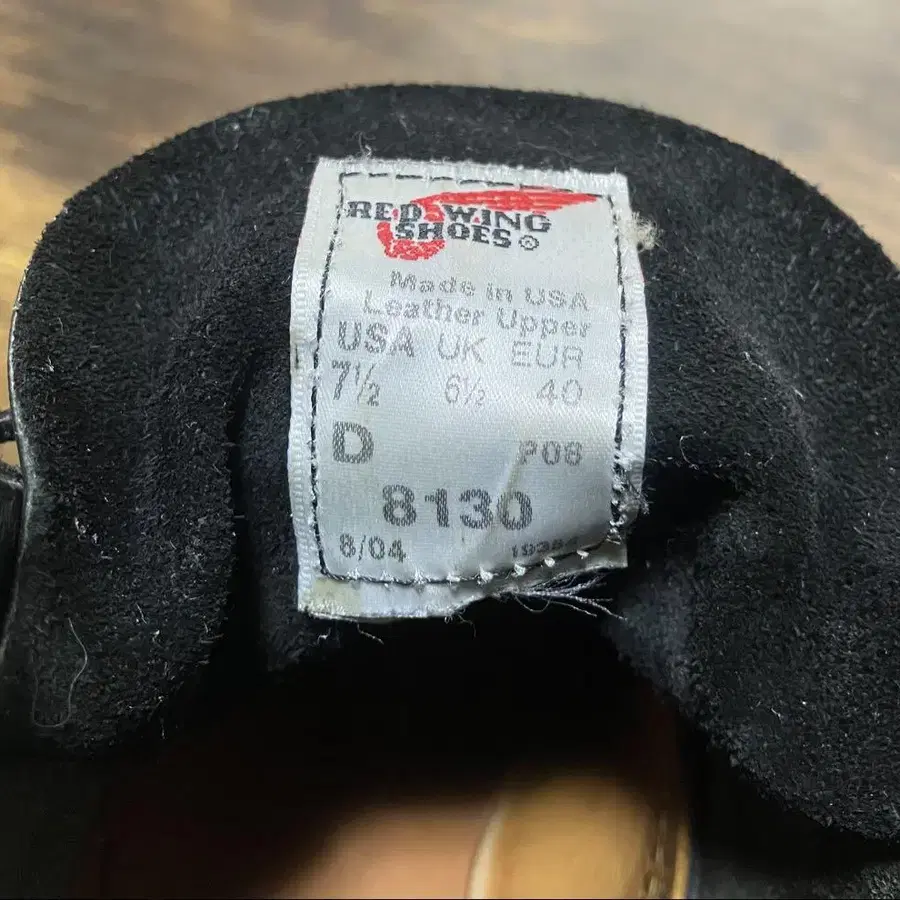 RED WING
SHOES®
Made in USA
Leather Upper
USA UK EUR
7½ 6½ 40
D P08
8130
8/04